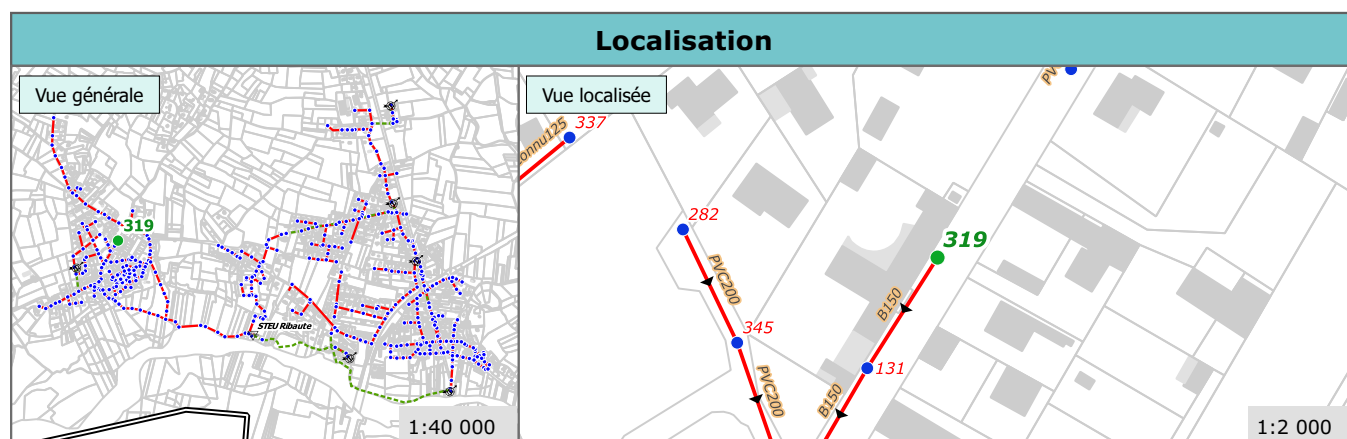 Localisation
Vue générale
319
STEU Ribaute
1:40 000
Vue localisée
337
282
PVC200
345
PVC200
319
B150
131
B150
1:2 000